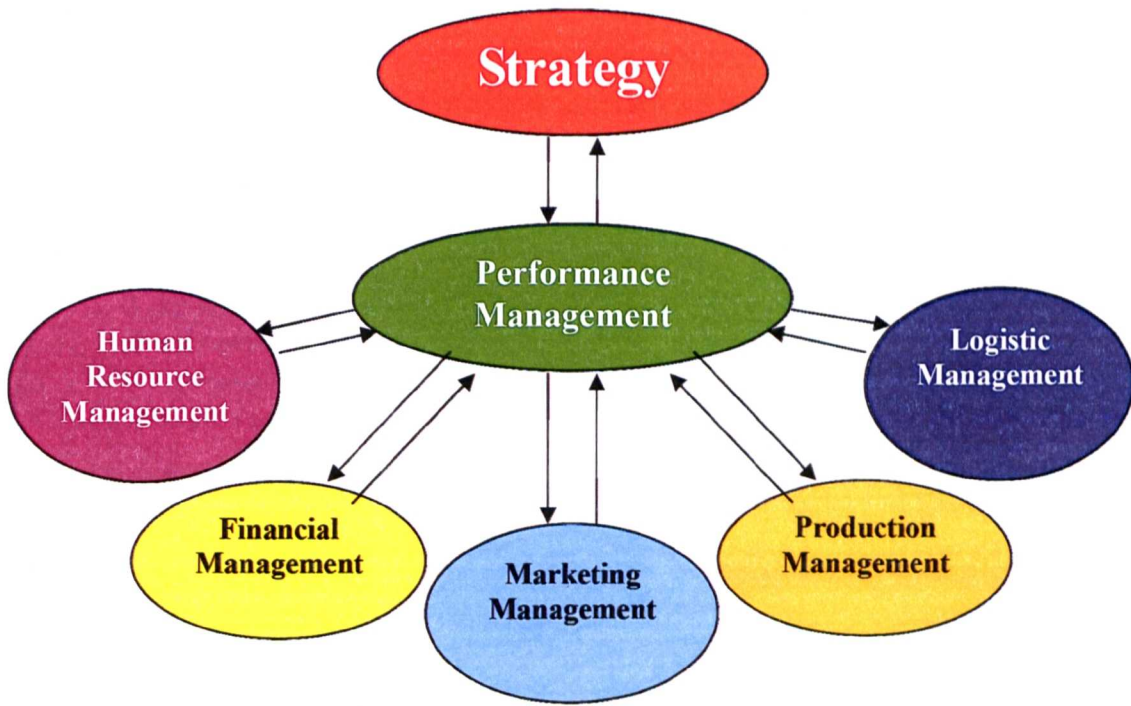 Strategy
Performance
Management
Human
Resource
Management
Logistic
Management
Financial
Management
Marketing
Management
Production
Management